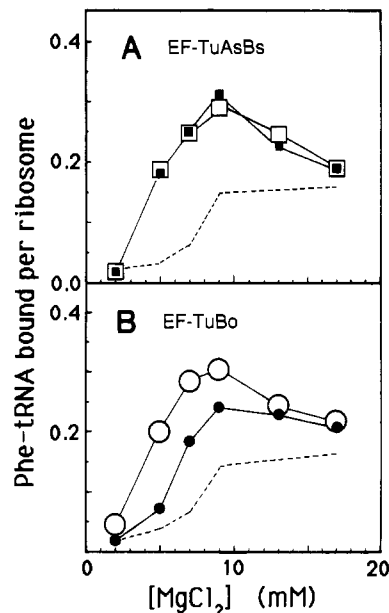 0.4
A EF-TuAsBs
0.2
0.0
Phe-tRNA bound per ribosome
0.4
B EF-TuBo
0.2
0 10 20
[MgCl₂] (mM)